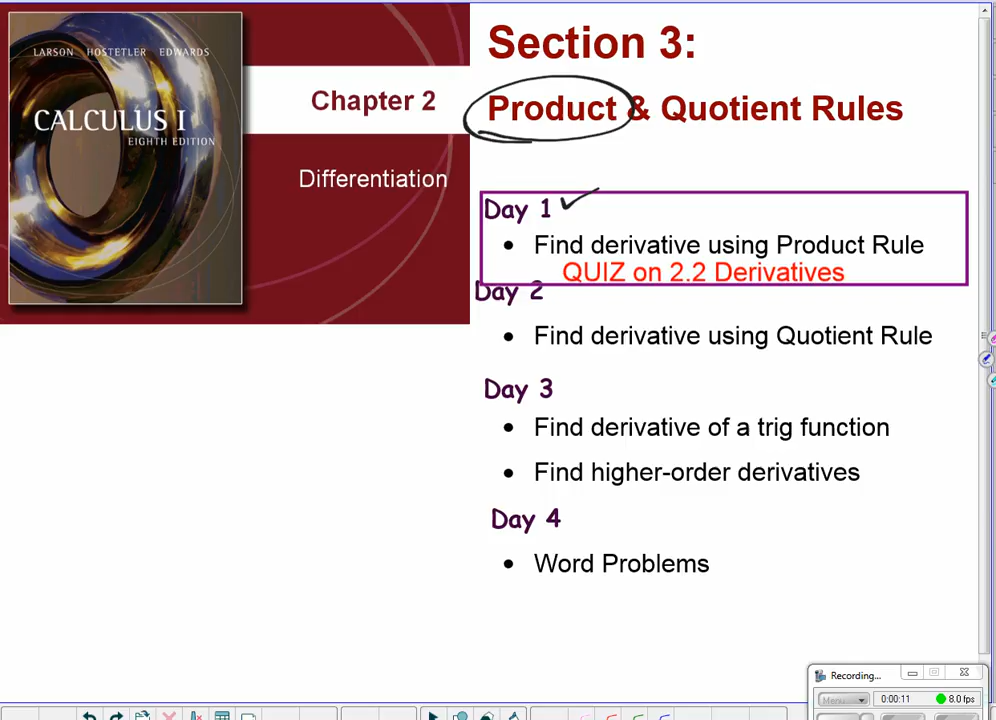 LARSON HOSTETLER EDWARDS
CALCULUS I
EIGHTH EDITION
Chapter 2
Differentiation
Section 3:
Product & Quotient Rules
Day 1
• Find derivative using Product Rule
QUIZ on 2.2 Derivatives
Day 2
• Find derivative using Quotient Rule
Day 3
• Find derivative of a trig function
• Find higher-order derivatives
Day 4
• Word Problems
Recording...
Menu
0:00:11
8.0 fps